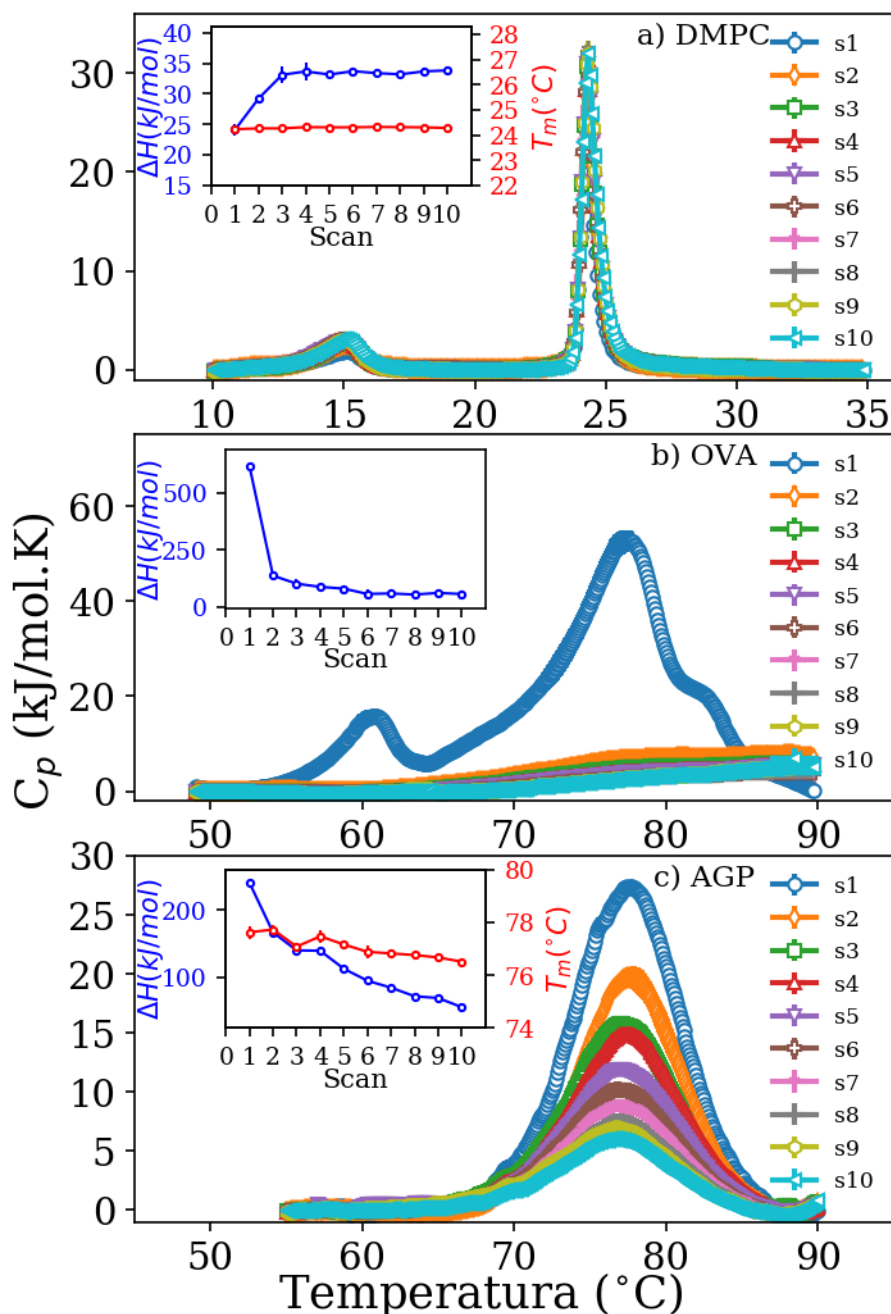 a) DMPC
ΔH(kJ/mol)
41
40
35
30
25
20
15
28
27
26
25
24
23
22
T_m(°C)
0 1 2 3 4 5 6 7 8 9 10
Scan
s1
s2
s3
s4
s5
s6
s7
s8
s9
s10
30
20
10
0
10 15 20 25 30 35
b) OVA
ΔH(kJ/mol)
500
250
0
0 1 2 3 4 5 6 7 8 9 10
Scan
s1
s2
s3
s4
s5
s6
s7
s8
s9
s10
C_p (kJ/mol.K)
60
40
20
0
50 60 70 80 90
c) AGP
ΔH(kJ/mol)
200
100
80
78
76
74
T_m(°C)
0 1 2 3 4 5 6 7 8 9 10
Scan
s1
s2
s3
s4
s5
s6
s7
s8
s9
s10
30
25
20
15
10
5
0
50 60 70 80 90
Temperatura (°C)